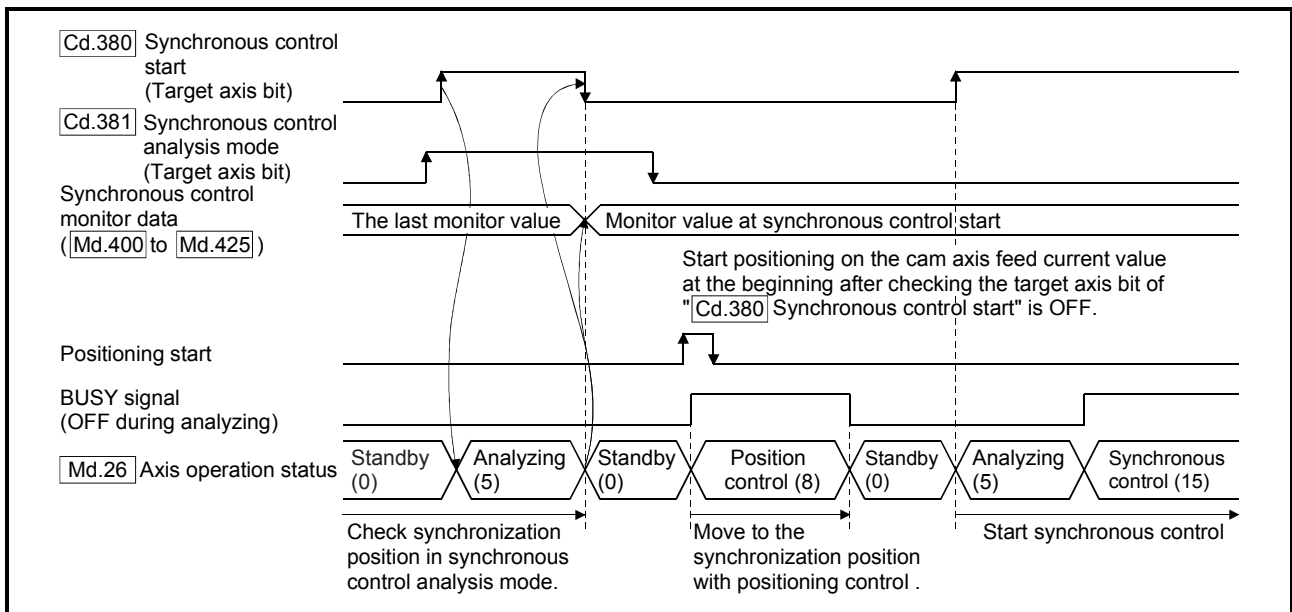 Cd.380 Synchronous control
start
(Target axis bit)
Cd.381 Synchronous control
analysis mode
(Target axis bit)
Synchronous control
monitor data
( Md.400 to Md.425 )
The last monitor value
Monitor value at synchronous control start
Start positioning on the cam axis feed current value
at the beginning after checking the target axis bit of
"Cd.380 Synchronous control start" is OFF.
Positioning start
BUSY signal
(OFF during analyzing)
Md.26 Axis operation status
Standby
(0)
Analyzing
(5)
Standby
(0)
Position
control (8)
Standby
(0)
Analyzing
(5)
Synchronous
control (15)
Check synchronization
position in synchronous
control analysis mode.
Move to the
synchronization position
with positioning control .
Start synchronous control